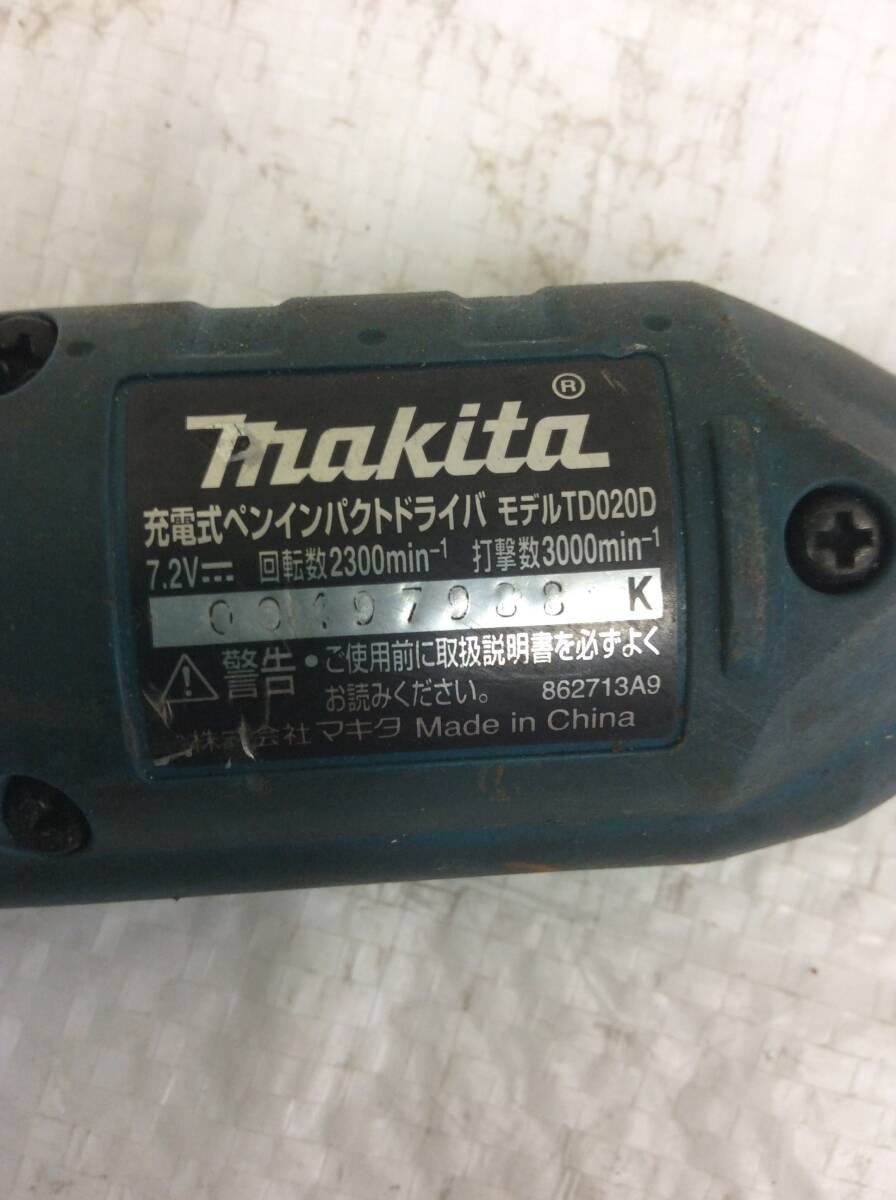 makita®
充電式ペンインパクトドライバ モデルTD020D
7.2V⎓ 回転数2300min⁻¹ 打撃数3000min⁻¹
K
⚠警告 • ご使用前に取扱説明書を必ずよく
お読みください。 862713A9
株式会社 マキタ Made in China